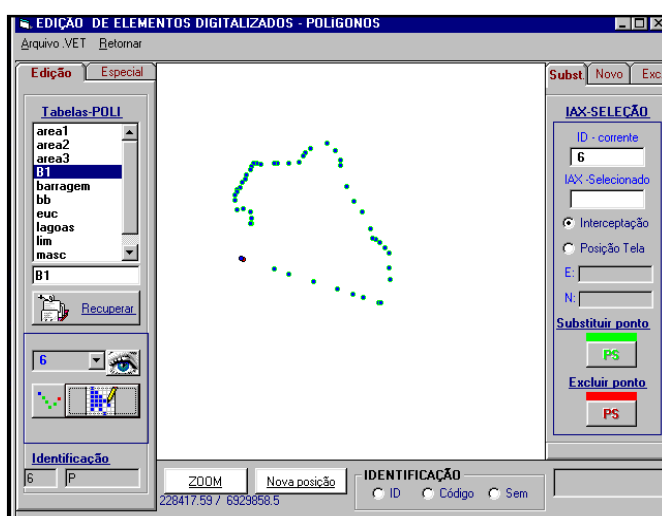 EDIÇÃO DE ELEMENTOS DIGITALIZADOS - POLÍGONOS
Arquivo .VET Retornar
Edição Especial
Tabelas-POLI
area1
area2
area3
B1
barragem
bb
euc
lagoas
lim
masc
B1
Recuperar
6
Identificação
6 P
ZOOM Nova posição
228417.59 / 6929858.5
IDENTIFICAÇÃO
ID Código Sem
Subst. Novo Exc
IAX-SELEÇÃO
ID - corrente
6
IAX -Selecionado
Interceptação
Posição Tela
E:
N:
Substituir ponto
PS
Excluir ponto
PS